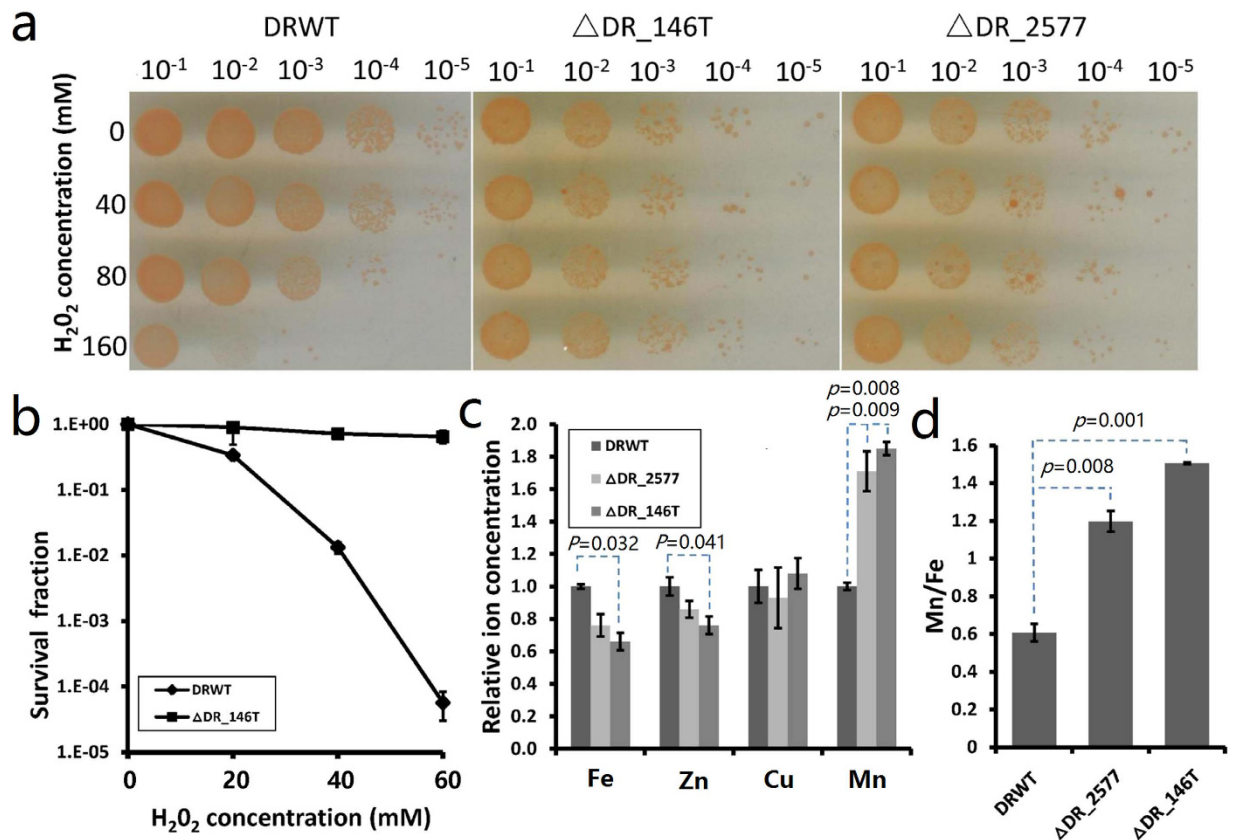 a
DRWT
△DR_146T
△DR_2577
10-1 10-2 10-3 10-4 10-5
10-1 10-2 10-3 10-4 10-5
10-1 10-2 10-3 10-4 10-5
H2O2 concentration (mM)
0
40
80
160
b
Survival fraction
1.E+00
1.E-01
1.E-02
1.E-03
1.E-04
1.E-05
DRWT
△DR_146T
0 20 40 60
H2O2 concentration (mM)
c
Relative ion concentration
2.0
1.8
1.6
1.4
1.2
1.0
0.8
0.6
0.4
0.2
0.0
DRWT
ΔDR_2577
ΔDR_146T
P=0.032
P=0.041
p=0.008
p=0.009
Fe Zn Cu Mn
d
Mn/Fe
1.6
1.4
1.2
1
0.8
0.6
0.4
0.2
0
p=0.001
p=0.008
DRWT
ΔDR_2577
ΔDR_146T